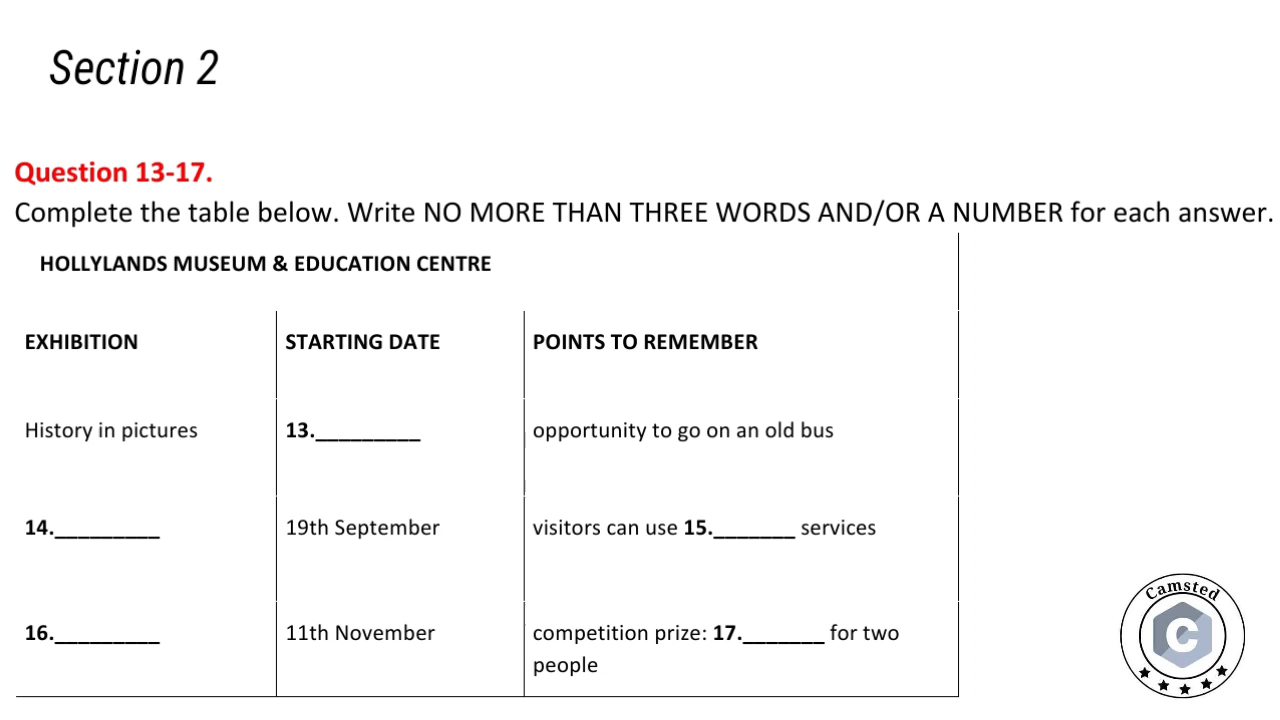 Section 2
Question 13-17.
Complete the table below. Write NO MORE THAN THREE WORDS AND/OR A NUMBER for each answer.
HOLLYLANDS MUSEUM & EDUCATION CENTRE
EXHIBITION STARTING DATE POINTS TO REMEMBER
History in pictures 13._________ opportunity to go on an old bus
14._________ 19th September visitors can use 15._______ services
16._________ 11th November competition prize: 17._______ for two
people
Camsted
C